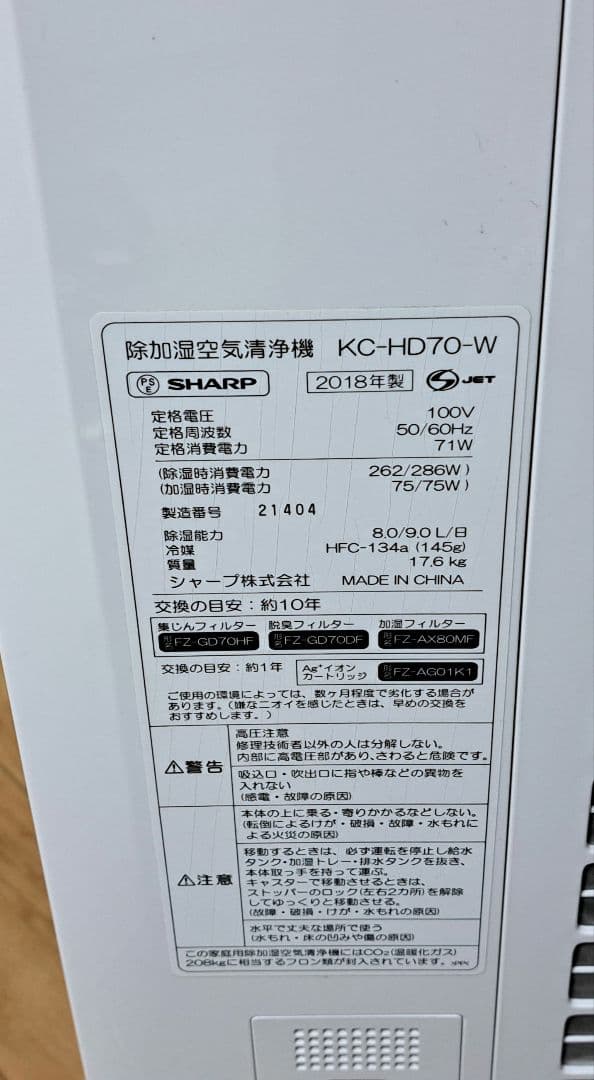 除加湿空気清浄機 KC-HD70-W
PSE SHARP 2018年製 S JET
定格電圧 100V
定格周波数 50/60Hz
定格消費電力 71W
(除湿時消費電力 262/286W)
(加湿時消費電力 75/75W)
製造番号 21404
除湿能力 8.0/9.0 L/日
冷媒 HFC-134a (145g)
質量 17.6 kg
シャープ株式会社 MADE IN CHINA
交換の目安：約10年
集じんフィルター 脱臭フィルター 加湿フィルター
形名 FZ-GD70HF 形名 FZ-GD70DF 形名 FZ-AX80MF
交換の目安：約1年 Ag⁺イオンカートリッジ 形名 FZ-AG01K1
ご使用の環境によっては、数ヶ月程度で劣化する場合が
あります。(嫌なニオイを感じたときは、早めの交換を
おすすめします。)
⚠警告
高圧注意
修理技術者以外の人は分解しない。
内部に高電圧部があり、さわると危険です。
吸込口・吹出口に指や棒などの異物を
入れない
(感電・故障の原因)
⚠注意
本体の上に乗る・寄りかかるなどしない。
(転倒によるけが・破損・故障・水もれに
よる火災の原因)
移動するときは、必ず運転を停止し給水
タンク・加湿トレー・排水タンクを抜き、
本体取っ手を持って運ぶ。
キャスターで移動させるときは、
ストッパーのロック(左右2カ所)を解除
してゆっくりと移動させる。
(故障・破損・けが・水もれの原因)
水平で丈夫な場所で使う
(水もれ・床の凹みや傷の原因)
この家庭用除加湿空気清浄機にはCO₂(温暖化ガス)
208kgに相当するフロン類が封入されています。